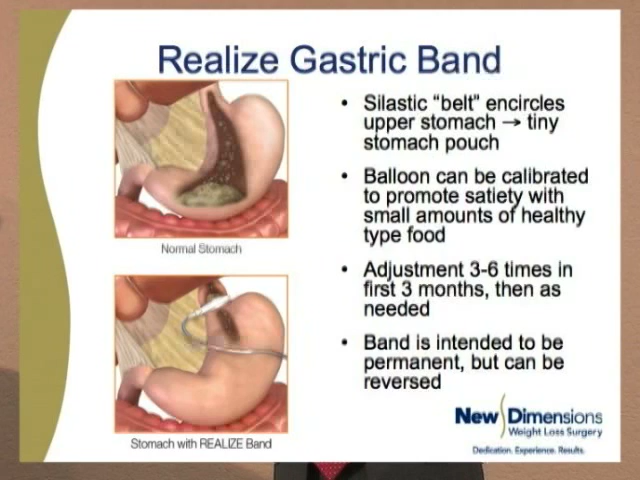 Realize Gastric Band
• Silastic “belt” encircles
upper stomach → tiny
stomach pouch
• Balloon can be calibrated
to promote satiety with
small amounts of healthy
type food
• Adjustment 3-6 times in
first 3 months, then as
needed
• Band is intended to be
permanent, but can be
reversed
Normal Stomach
Stomach with REALIZE Band
New Dimensions
Weight Loss Surgery
Dedication. Experience. Results.